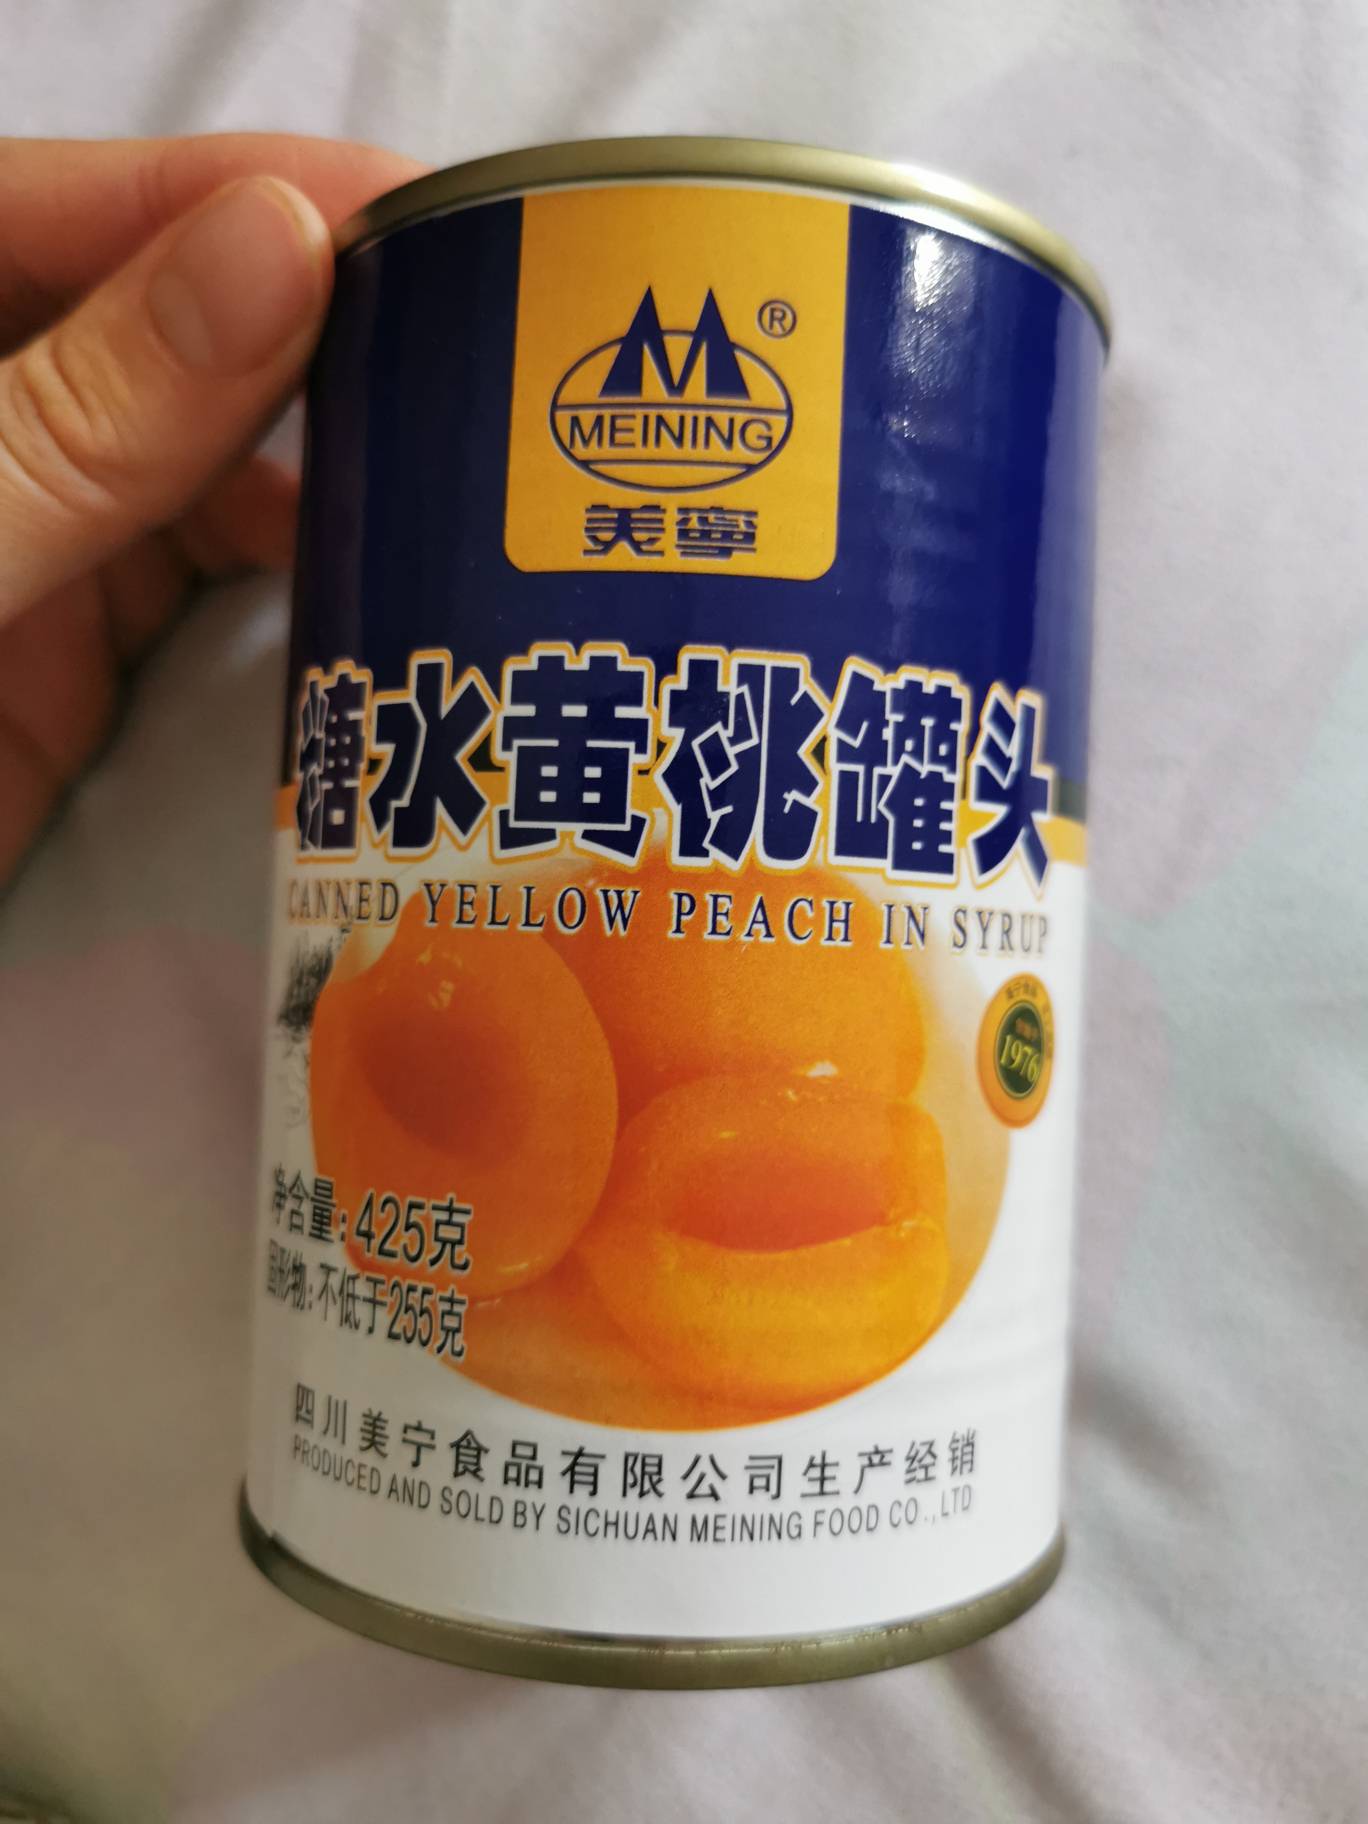 M®
MEINING
美寧
糖水黄桃罐头
CANNED YELLOW PEACH IN SYRUP
1976
净含量:425克
固形物:不低于255克
四川美宁食品有限公司生产经销
PRODUCED AND SOLD BY SICHUAN MEINING FOOD CO.,LTD